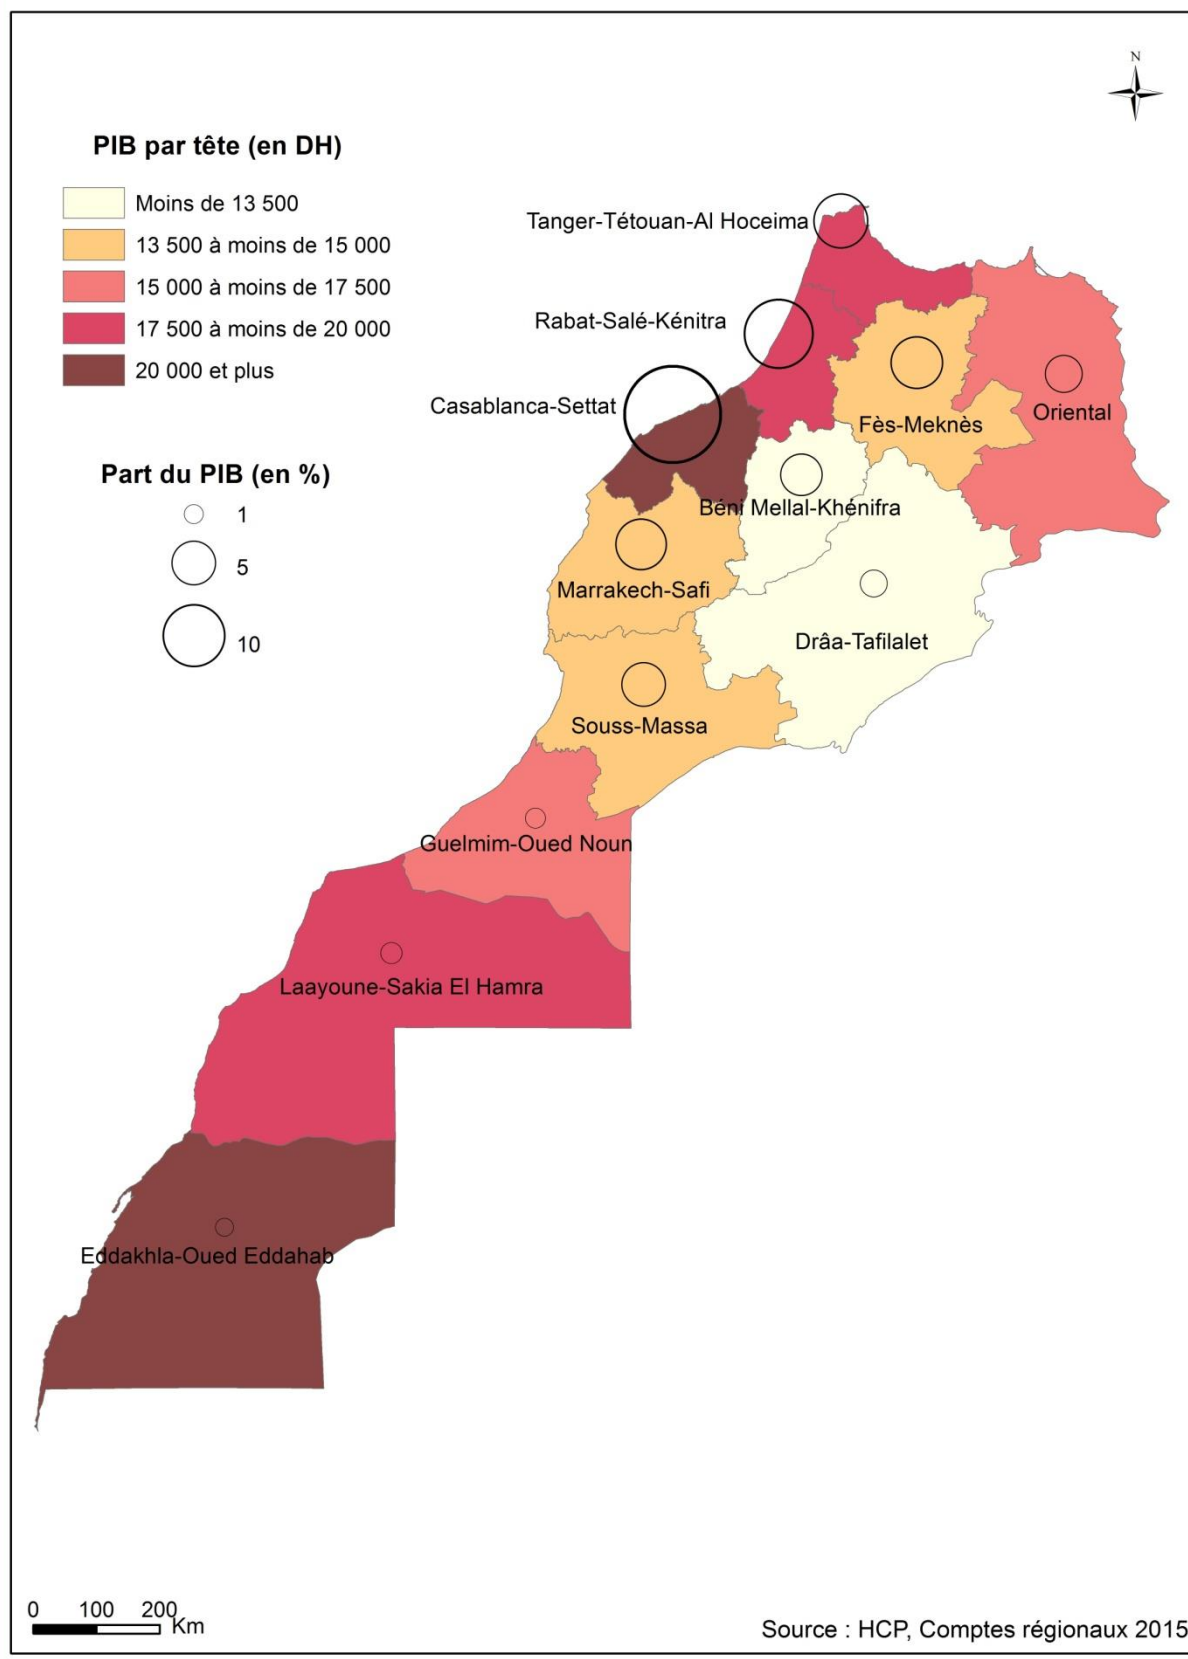 N
PIB par tête (en DH)
Moins de 13 500
13 500 à moins de 15 000
15 000 à moins de 17 500
17 500 à moins de 20 000
20 000 et plus
Part du PIB (en %)
1
5
10
Tanger-Tétouan-Al Hoceima
Rabat-Salé-Kénitra
Casablanca-Settat
Fès-Meknès
Oriental
Béni Mellal-Khénifra
Marrakech-Safi
Drâa-Tafilalet
Souss-Massa
Guelmim-Oued Noun
Laayoune-Sakia El Hamra
Eddakhla-Oued Eddahab
0 100 200
Km
Source : HCP, Comptes régionaux 2015